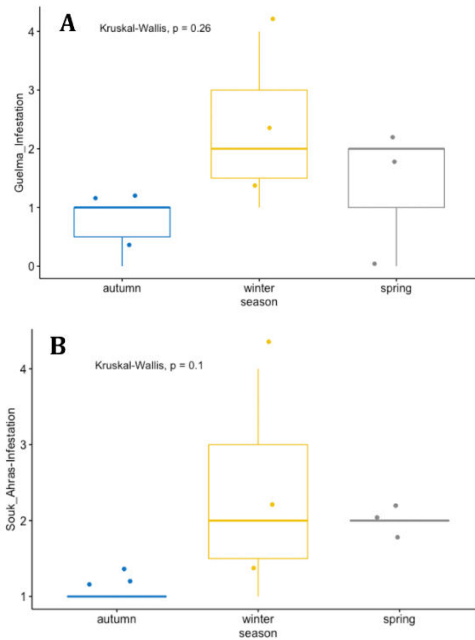 A
Kruskal-Wallis, p = 0.26
4
3
2
1
0
Guelma_Infestation
autumn winter spring
season
B
Kruskal-Wallis, p = 0.1
4
3
2
1
Souk_Ahras-Infestation
autumn winter spring
season